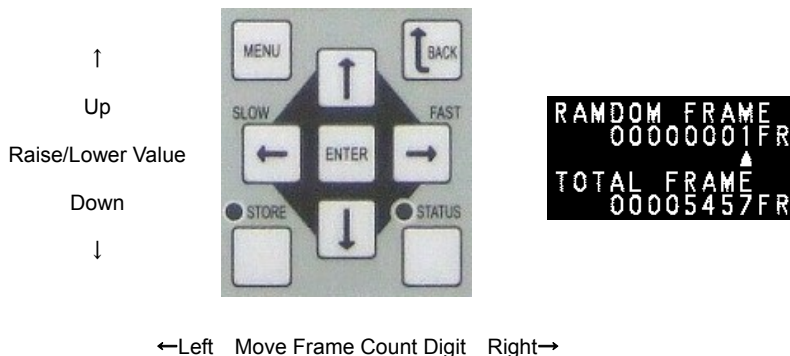 ↑
Up
Raise/Lower Value
Down
↓
MENU
BACK
SLOW
FAST
←
ENTER
→
STORE
STATUS
↑
↓
RAMDOM FRAME
00000001FR
▲
TOTAL FRAME
00005457FR
←Left Move Frame Count Digit Right→